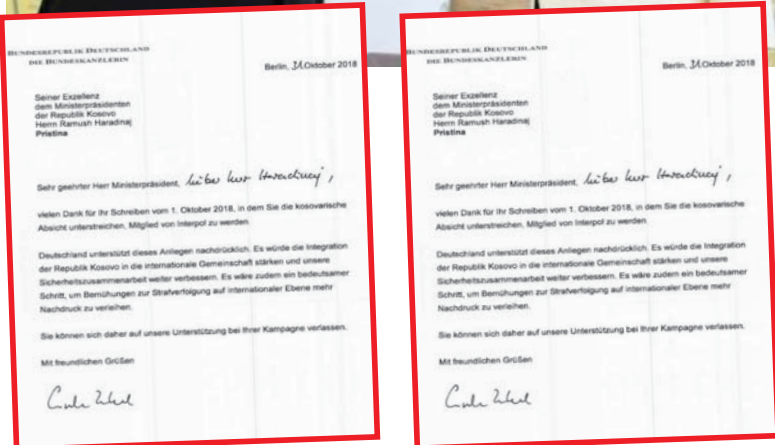 BUNDESREPUBLIK DEUTSCHLAND
DIE BUNDESKANZLERIN
Berlin, 31.Oktober 2018
Seiner Exzellenz
dem Ministerpräsidenten
der Republik Kosovo
Herrn Ramush Haradinaj
Pristina
Sehr geehrter Herr Ministerpräsident, lieber Herr Haradinaj,
vielen Dank für Ihr Schreiben vom 1. Oktober 2018, in dem Sie die kosovarische
Absicht unterstreichen, Mitglied von Interpol zu werden.
Deutschland unterstützt dieses Anliegen nachdrücklich. Es würde die Integration
der Republik Kosovo in die internationale Gemeinschaft stärken und unsere
Sicherheitszusammenarbeit weiter verbessern. Es wäre zudem ein bedeutsamer
Schritt, um Bemühungen zur Strafverfolgung auf internationaler Ebene mehr
Nachdruck zu verleihen.
Sie können sich daher auf unsere Unterstützung bei Ihrer Kampagne verlassen.
Mit freundlichen Grüßen
BUNDESREPUBLIK DEUTSCHLAND
DIE BUNDESKANZLERIN
Berlin, 31.Oktober 2018
Seiner Exzellenz
dem Ministerpräsidenten
der Republik Kosovo
Herrn Ramush Haradinaj
Pristina
Sehr geehrter Herr Ministerpräsident, lieber Herr Haradinaj,
vielen Dank für Ihr Schreiben vom 1. Oktober 2018, in dem Sie die kosovarische
Absicht unterstreichen, Mitglied von Interpol zu werden.
Deutschland unterstützt dieses Anliegen nachdrücklich. Es würde die Integration
der Republik Kosovo in die internationale Gemeinschaft stärken und unsere
Sicherheitszusammenarbeit weiter verbessern. Es wäre zudem ein bedeutsamer
Schritt, um Bemühungen zur Strafverfolgung auf internationaler Ebene mehr
Nachdruck zu verleihen.
Sie können sich daher auf unsere Unterstützung bei Ihrer Kampagne verlassen.
Mit freundlichen Grüßen